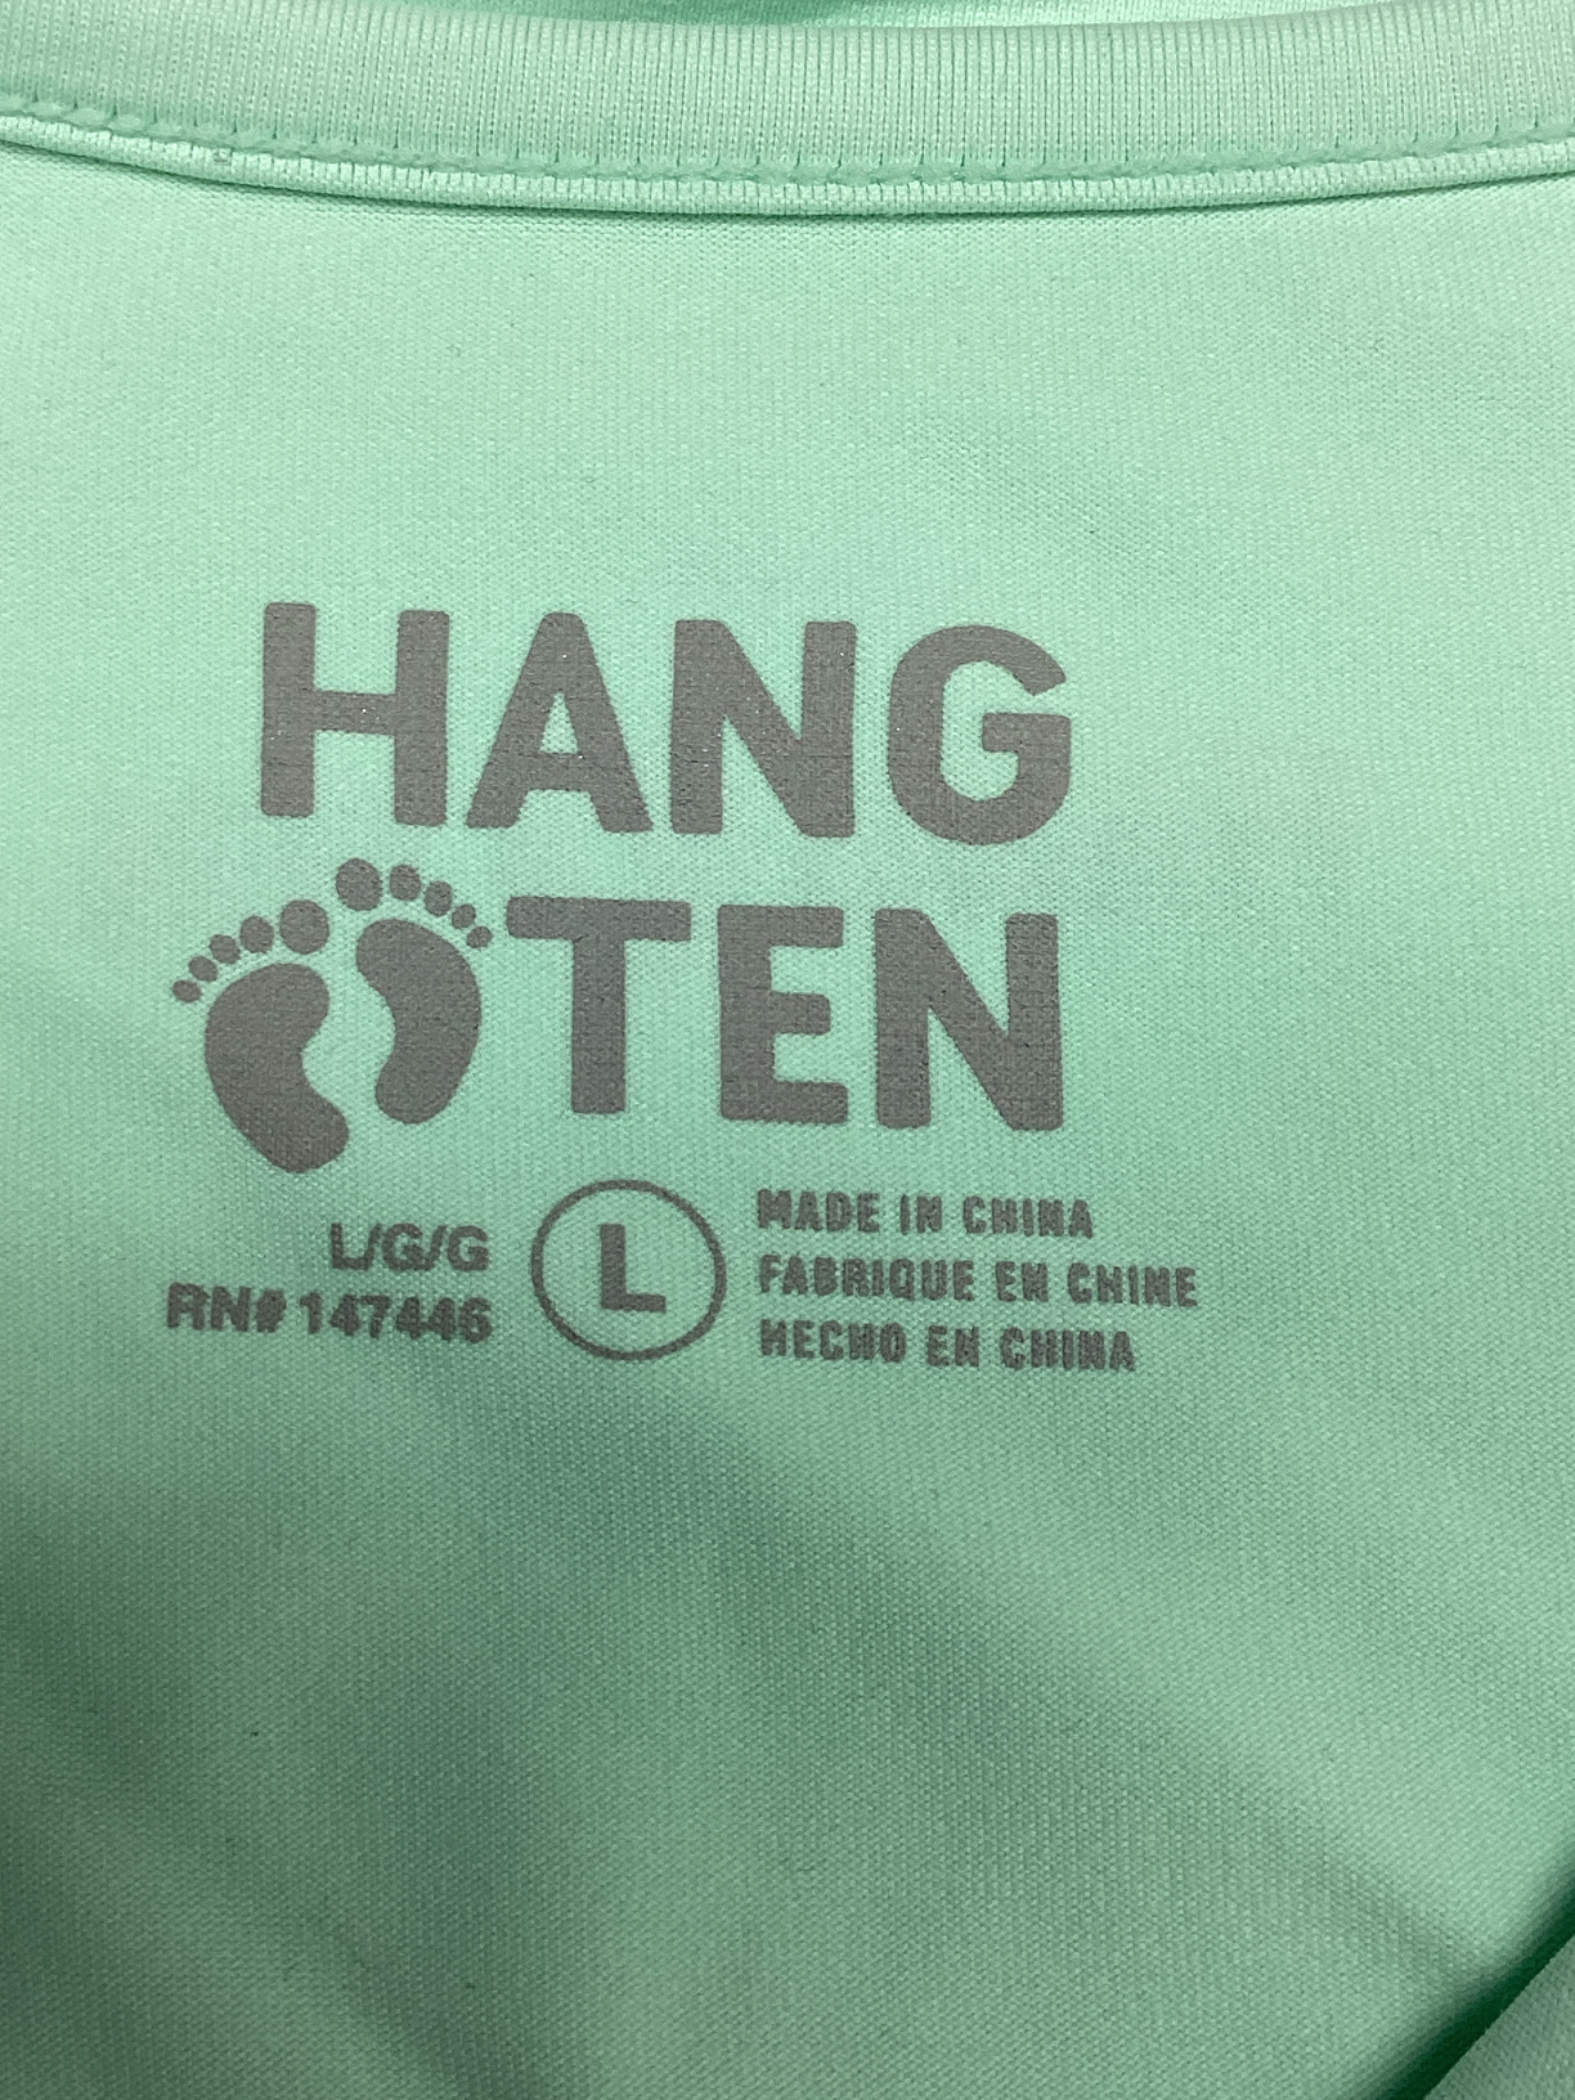 HANG
TEN
L/G/G
RN# 147446
L
MADE IN CHINA
FABRIQUE EN CHINE
HECHO EN CHINA